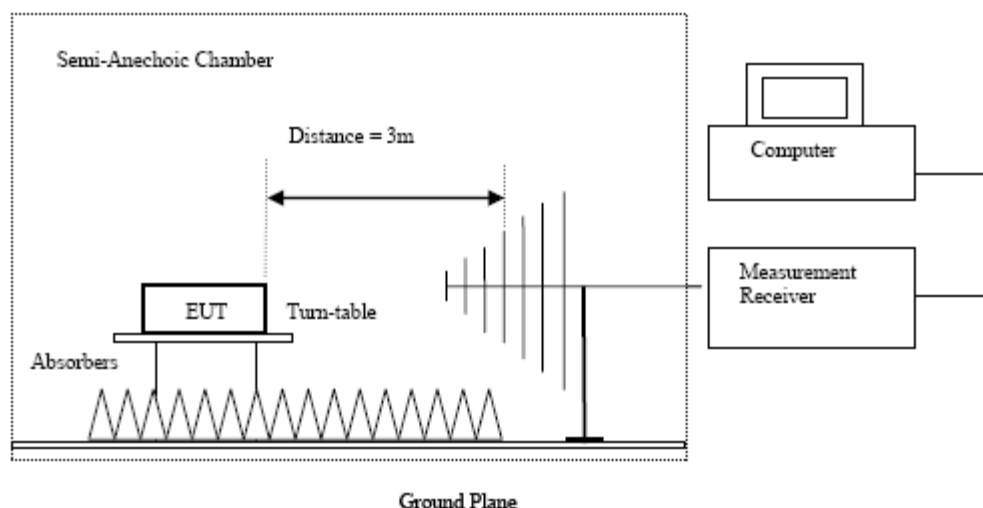 Semi-Anechoic Chamber
Distance = 3m
Computer
Measurement
Receiver
EUT
Turn-table
Absorbers
Ground Plane